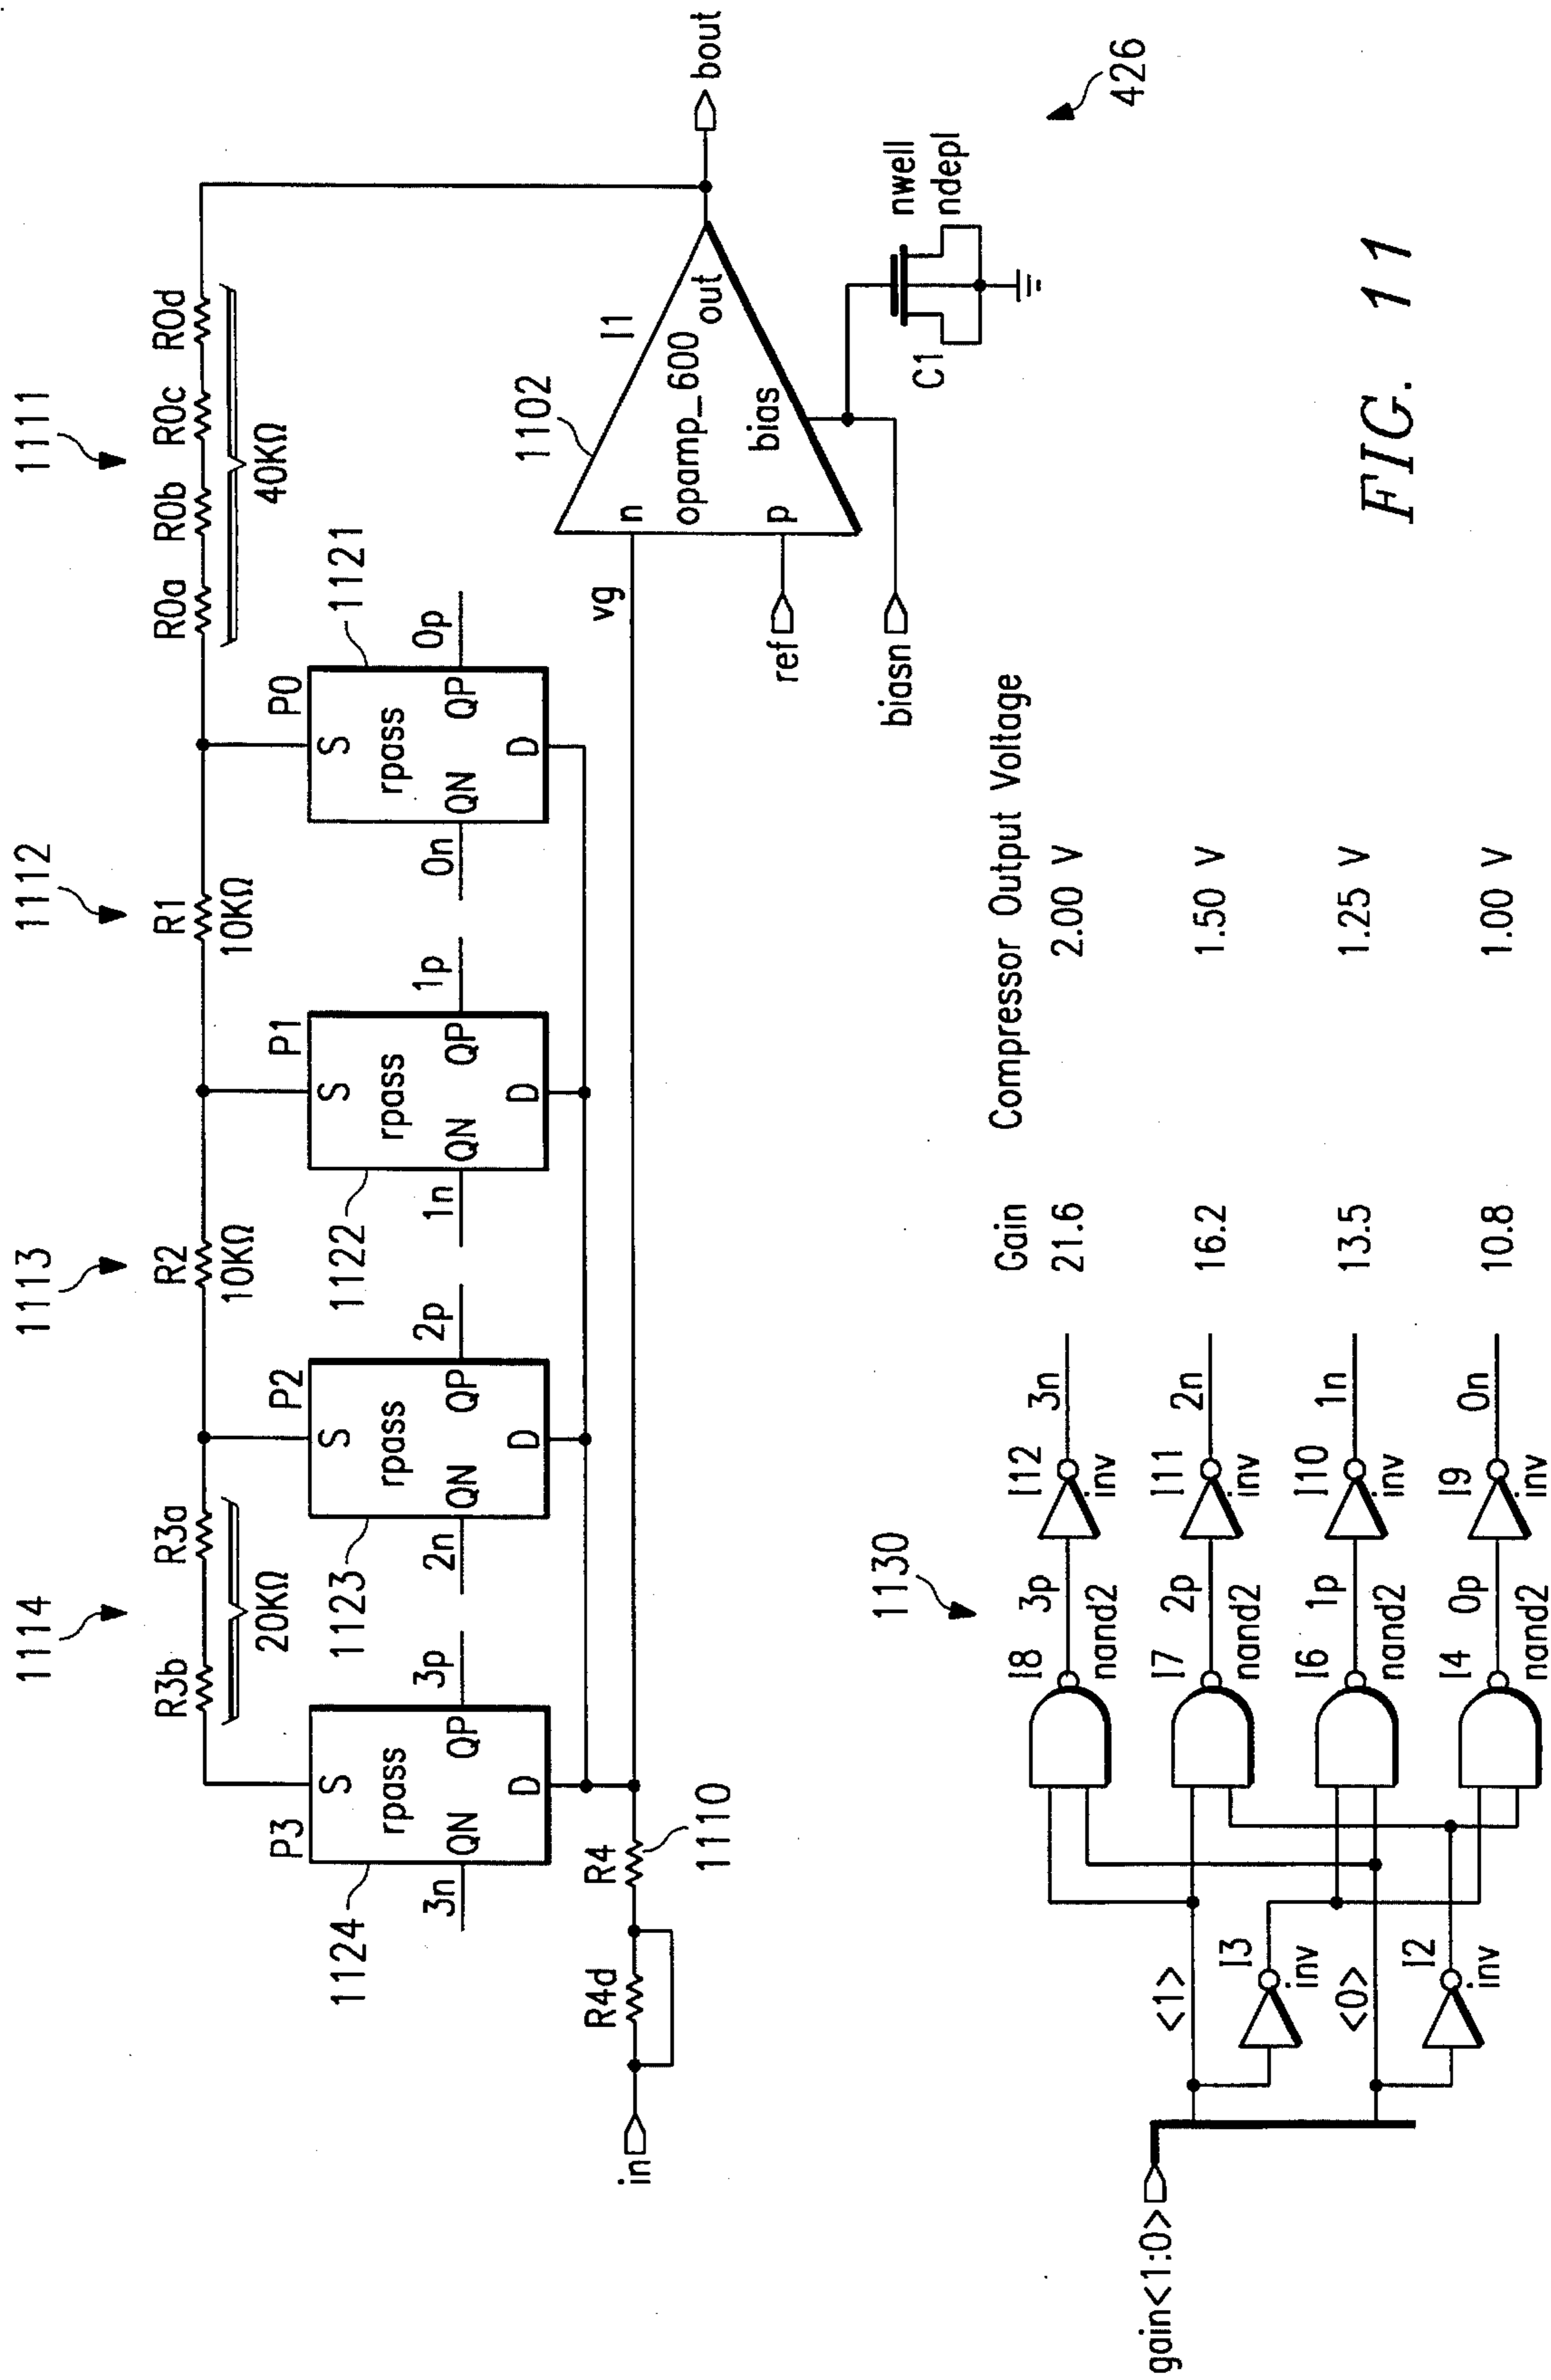 1114
1113
1112
1111
R3b
R3a
R2
R1
R0a
R0b
R0c
R0d
20KΩ
10KΩ
10KΩ
40KΩ
P3
P2
P1
P0
S
rpass
QN
QP
D
S
rpass
QN
QP
D
S
rpass
QN
QP
D
S
rpass
QN
QP
D
3n
3p
2n
2p
1n
1p
0n
0p
1124
1123
1122
1121
in
R4d
R4
1110
vg
1102
I1
n
opamp_600
out
p
bias
ref
biasn
bout
C1
nwell
ndepl
426
1130
gain<1:0>
<1>
I3
inv
<0>
I2
inv
I8
nand2
3p
I12
inv
3n
I7
nand2
2p
I11
inv
2n
I6
nand2
1p
I10
inv
1n
I4
nand2
0p
I9
inv
0n
Gain Compressor Output Voltage
21.6 2.00 V
16.2 1.50 V
13.5 1.25 V
10.8 1.00 V
FIG. 11